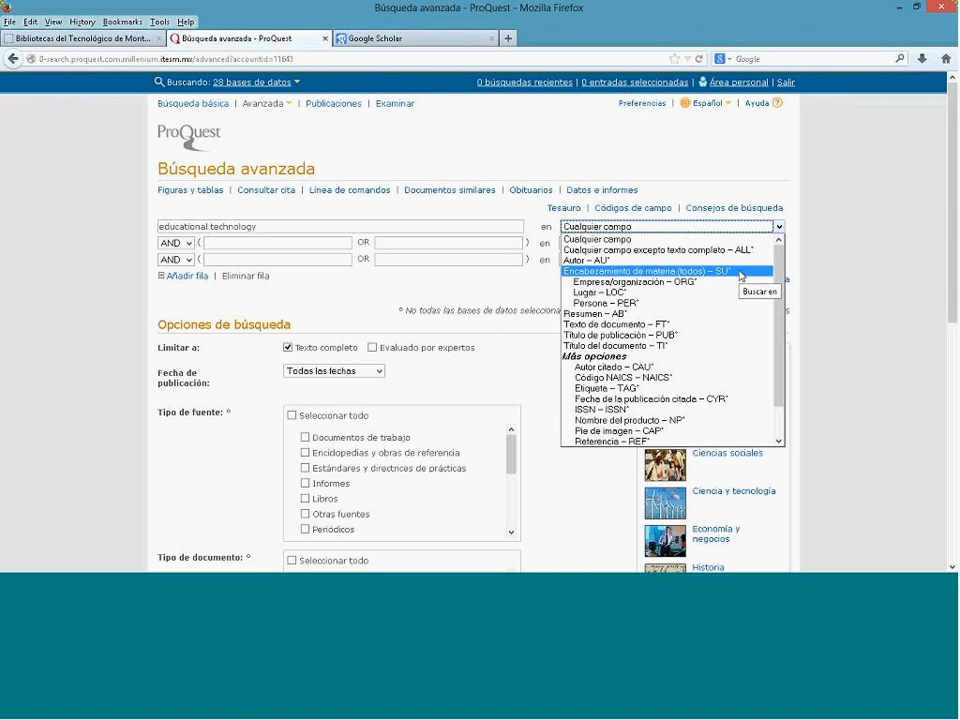 Búsqueda avanzada - ProQuest - Mozilla Firefox
File Edit View History Bookmarks Tools Help
Bibliotecas del Tecnológico de Mont... × Búsqueda avanzada - ProQuest × Google Scholar × +
0-search.proquest.com.millenium.itesm.mx/advanced?accountid=11643 Google
Buscando: 28 bases de datos 0 búsquedas recientes | 0 entradas seleccionadas | Área personal | Salir
Búsqueda básica | Avanzada | Publicaciones | Examinar Preferencias | Español Ayuda ?
ProQuest
Búsqueda avanzada
Figuras y tablas | Consultar cita | Línea de comandos | Documentos similares | Obituarios | Datos e informes
Tesauro | Códigos de campo | Consejos de búsqueda
educational technology en Cualquier campo
AND ( OR ) en
AND ( OR ) en
Cualquier campo
Cualquier campo excepto texto completo – ALL*
Autor – AU*
Encabezamiento de materia (todos) – SU*
Empresa/organización – ORG*
Lugar – LOC*
Persona – PER*
Resumen – AB*
Texto de documento – FT*
Título de publicación – PUB*
Título del documento – TI*
Más opciones
Autor citado – CAU*
Código NAICS – NAICS*
Etiqueta – TAG*
Fecha de la publicación citada – CYR*
ISSN – ISSN*
Nombre del producto – NP*
Pie de imagen – CAP*
Referencia – REF*
Buscar en
Añadir fila | Eliminar fila
° No todas las bases de datos
Opciones de búsqueda
Limitar a: Texto completo Evaluado por expertos
Fecha de publicación: Todas las fechas
Tipo de fuente: ° Seleccionar todo
Documentos de trabajo
Enciclopedias y obras de referencia
Estándares y directrices de prácticas
Informes
Libros
Otras fuentes
Periódicos
Tipo de documento: ° Seleccionar todo
Ciencias sociales
Ciencia y tecnología
Economía y
negocios
Historia